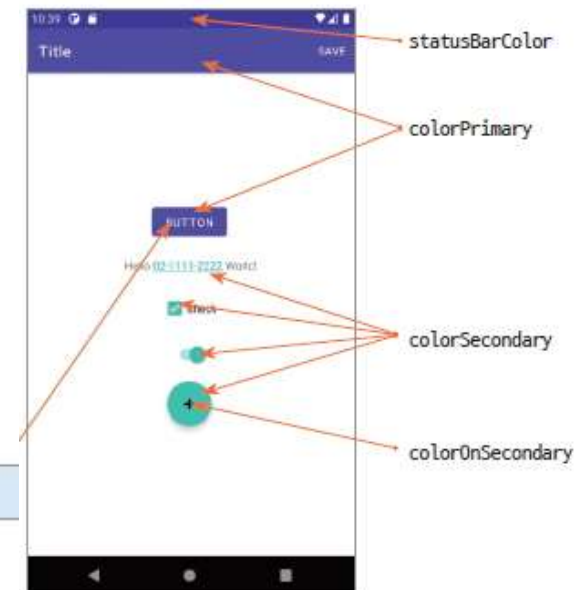 10:39
statusBarColor
Title
SAVE
colorPrimary
BUTTON
Hello 02-1111-2222 World!
Check
colorSecondary
colorOnSecondary